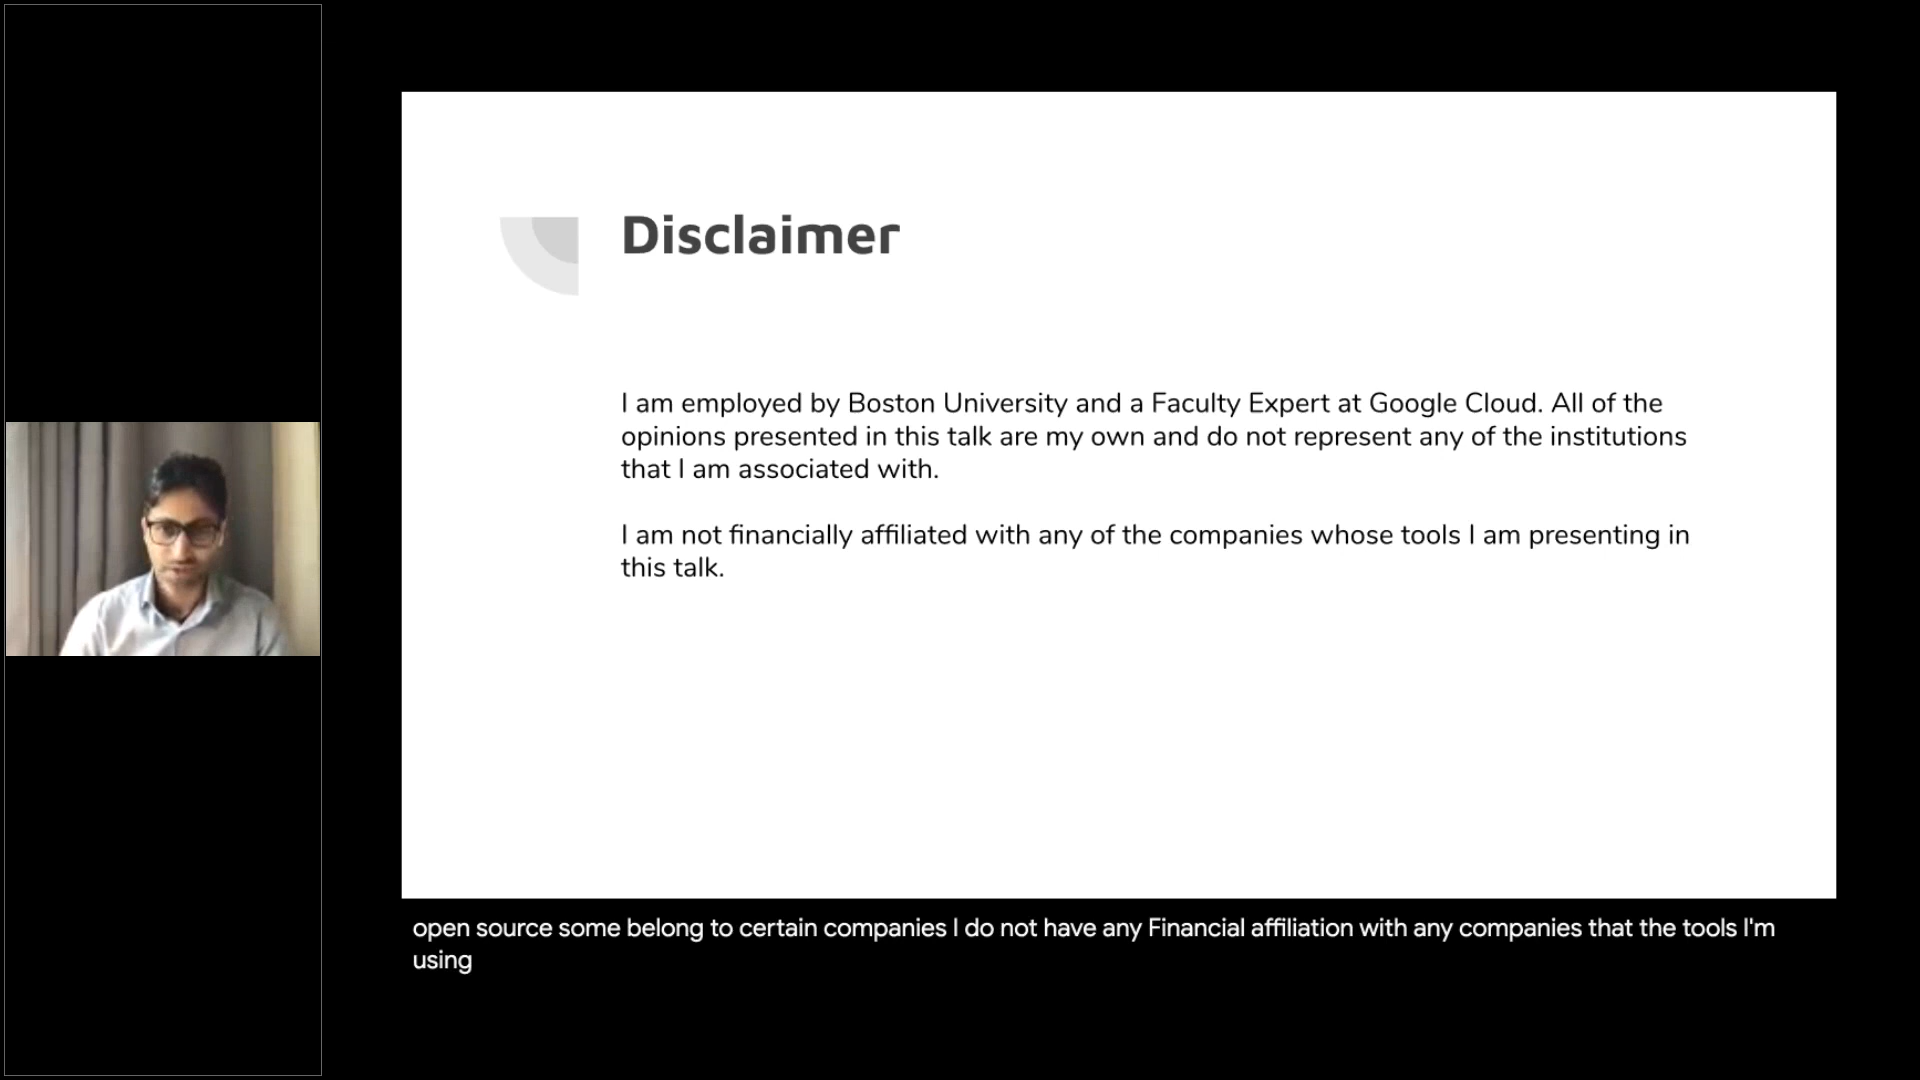 Disclaimer
I am employed by Boston University and a Faculty Expert at Google Cloud. All of the
opinions presented in this talk are my own and do not represent any of the institutions
that I am associated with.
I am not financially affiliated with any of the companies whose tools I am presenting in
this talk.
open source some belong to certain companies I do not have any Financial affiliation with any companies that the tools I'm
using